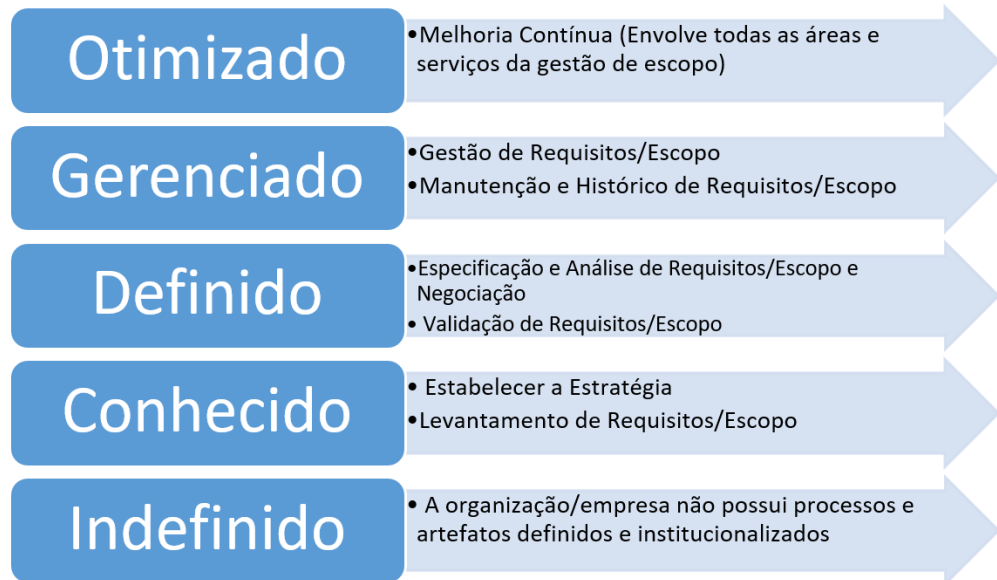 Otimizado
•Melhoria Contínua (Envolve todas as áreas e
serviços da gestão de escopo)
Gerenciado
•Gestão de Requisitos/Escopo
•Manutenção e Histórico de Requisitos/Escopo
Definido
•Especificação e Análise de Requisitos/Escopo e
Negociação
• Validação de Requisitos/Escopo
Conhecido
• Estabelecer a Estratégia
•Levantamento de Requisitos/Escopo
Indefinido
• A organização/empresa não possui processos e
artefatos definidos e institucionalizados